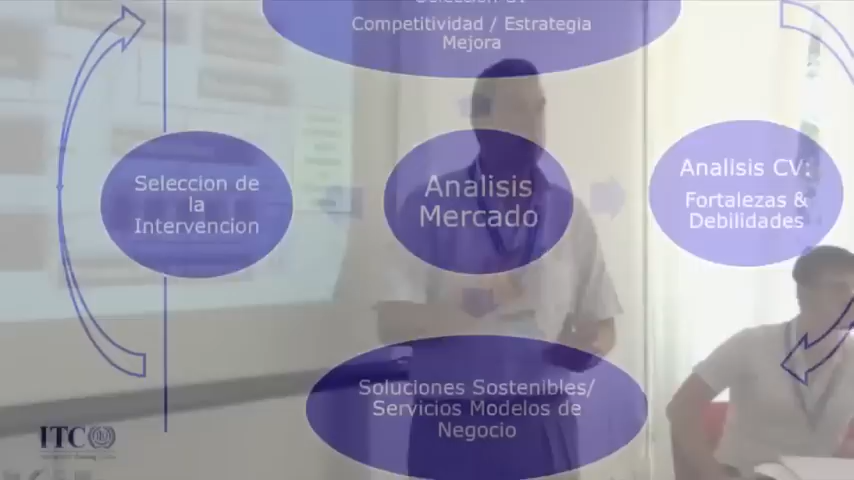 Competitividad / Estrategia
Mejora
Seleccion de
la
Intervencion
Analisis
Mercado
Analisis CV:
Fortalezas &
Debilidades
Soluciones Sostenibles/
Servicios Modelos de
Negocio
ITC